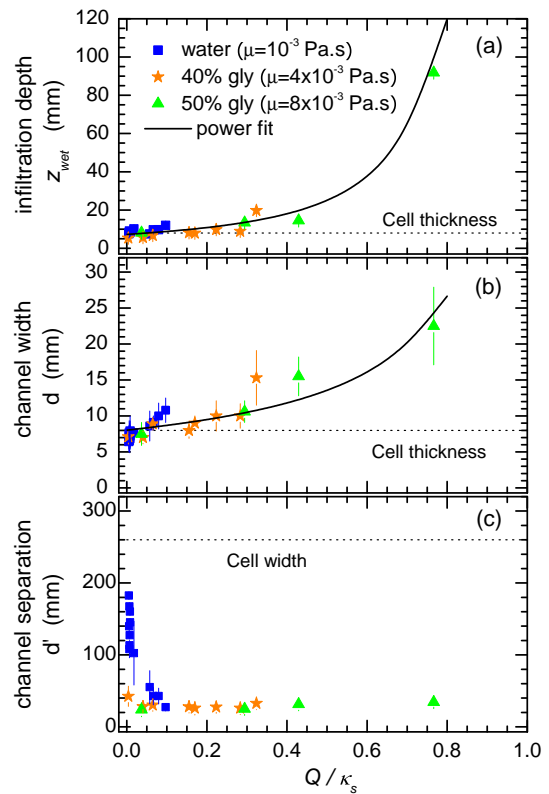 120
100
80
60
40
20
0
infiltration depth
z_wet (mm)
(a)
water (μ=10⁻³ Pa.s)
40% gly (μ=4x10⁻³ Pa.s)
50% gly (μ=8x10⁻³ Pa.s)
power fit
Cell thickness
30
25
20
15
10
5
0
channel width
d (mm)
(b)
Cell thickness
300
200
100
0
channel separation
d' (mm)
(c)
Cell width
0.0 0.2 0.4 0.6 0.8 1.0
Q / κ_s